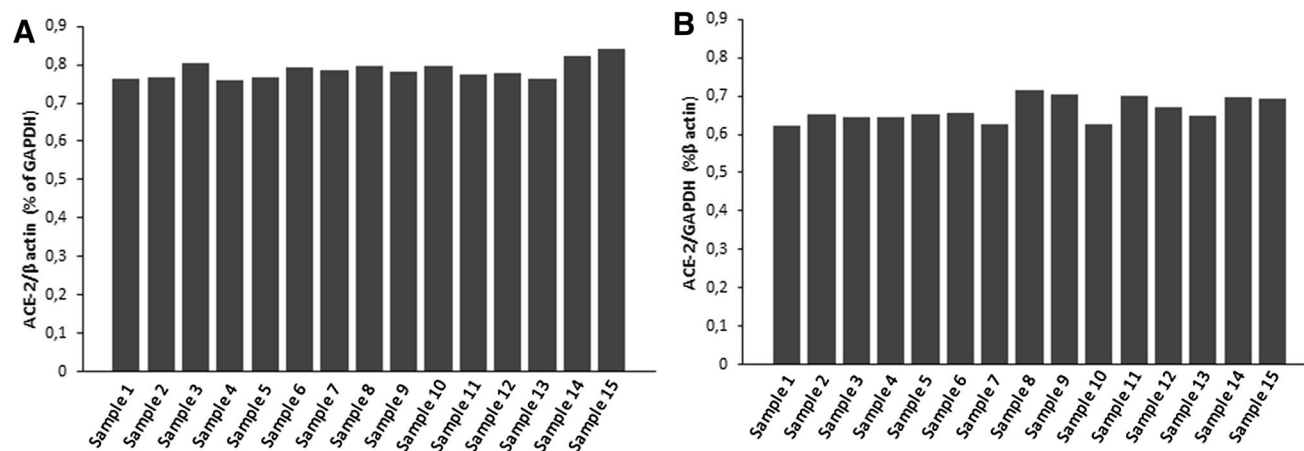 A
ACE-2/β actin (% of GAPDH)
0,9
0,8
0,7
0,6
0,5
0,4
0,3
0,2
0,1
0
Sample 1
Sample 2
Sample 3
Sample 4
Sample 5
Sample 6
Sample 7
Sample 8
Sample 9
Sample 10
Sample 11
Sample 12
Sample 13
Sample 14
Sample 15
B
ACE-2/GAPDH (%β actin)
0,9
0,8
0,7
0,6
0,5
0,4
0,3
0,2
0,1
0
Sample 1
Sample 2
Sample 3
Sample 4
Sample 5
Sample 6
Sample 7
Sample 8
Sample 9
Sample 10
Sample 11
Sample 12
Sample 13
Sample 14
Sample 15